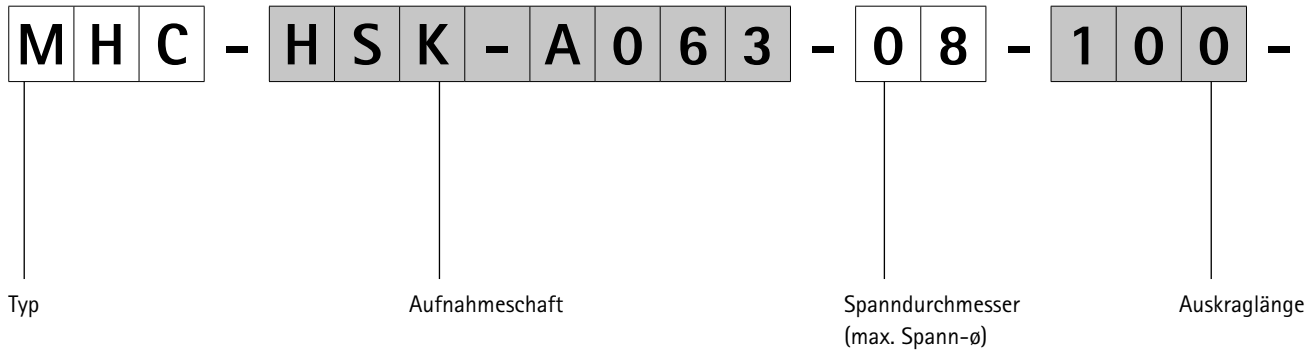 MHC - HSK-A063 - 08 - 100 -
Typ
Aufnahmeschaft
Spanndurchmesser
(max. Spann-ø)
Auskraglänge